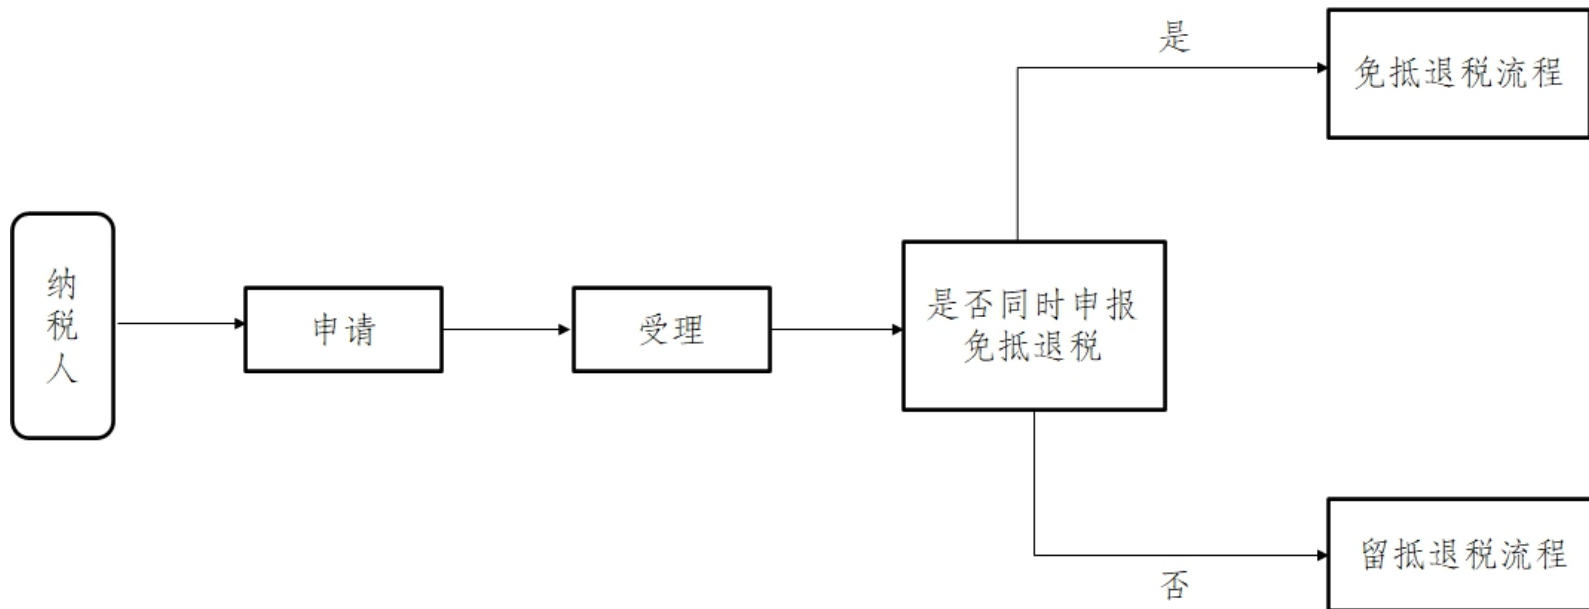 纳税人
申请
受理
是否同时申报
免抵退税
是
免抵退税流程
否
留抵退税流程